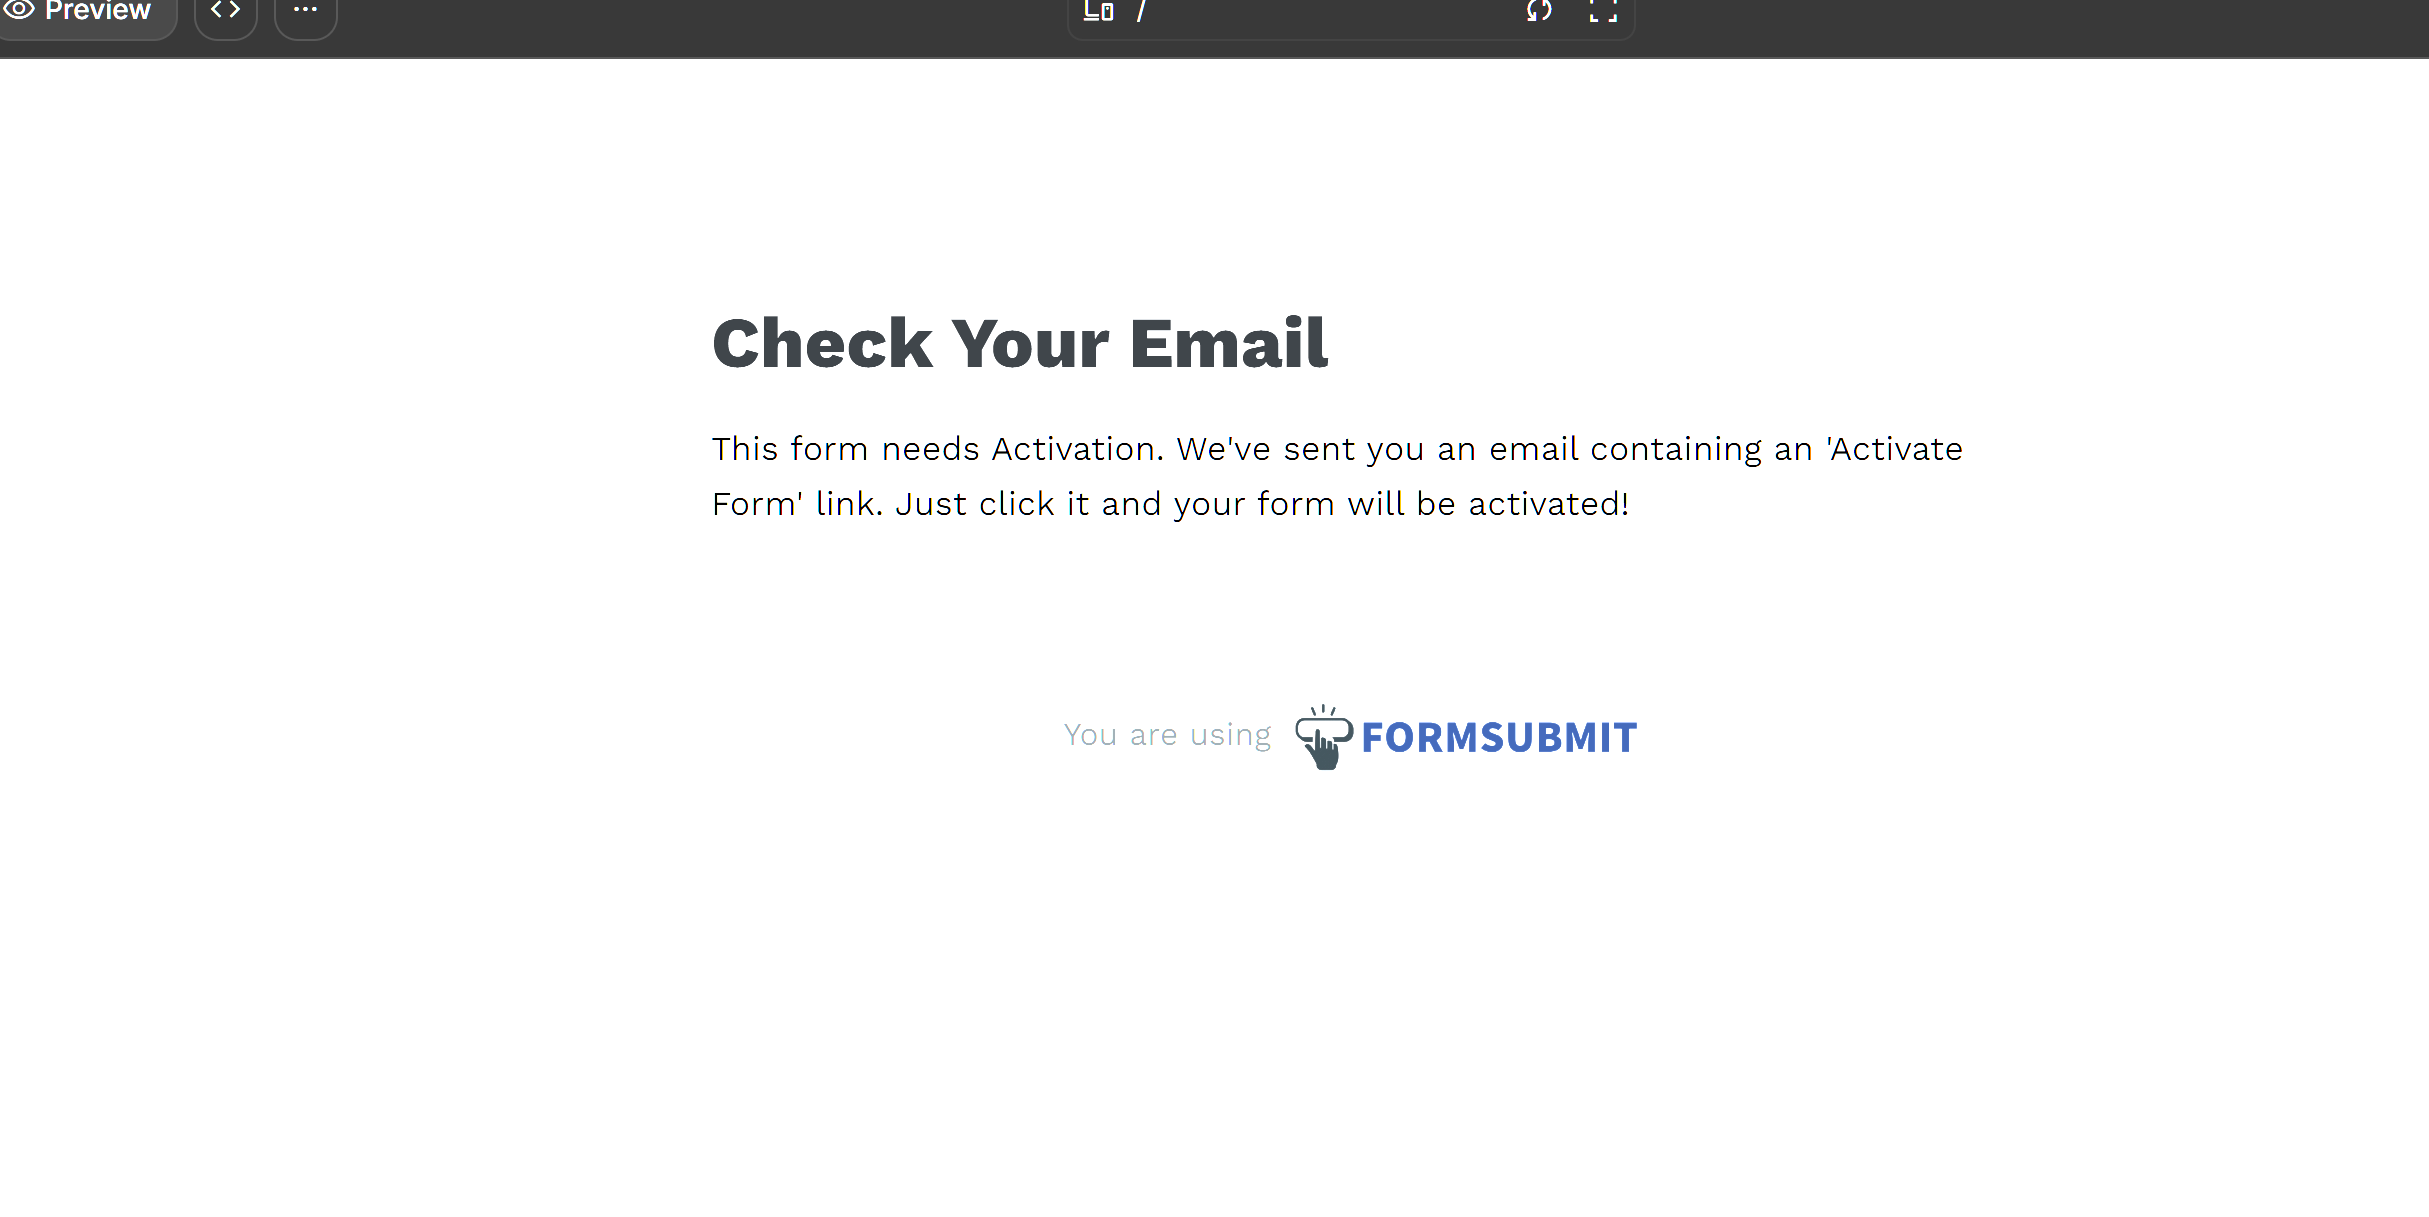 Preview
/
Check Your Email
This form needs Activation. We've sent you an email containing an 'Activate
Form' link. Just click it and your form will be activated!
You are using FORMSUBMIT